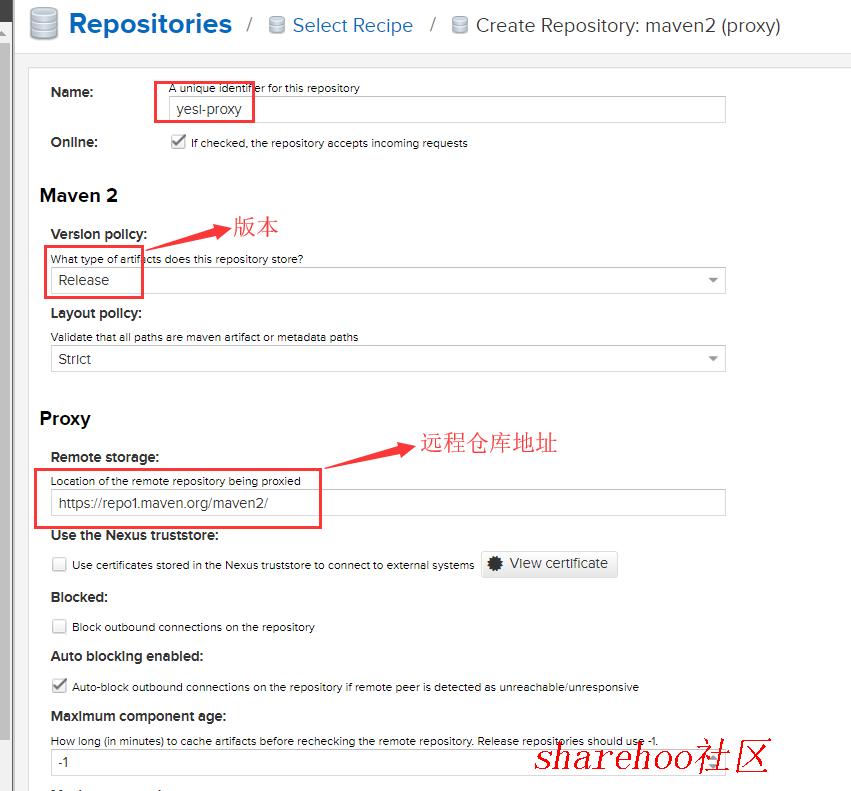 Repositories / Select Recipe / Create Repository: maven2 (proxy)
Name:
A unique identifier for this repository
yesl-proxy
Online:
If checked, the repository accepts incoming requests
Maven 2
Version policy:
版本
What type of artifacts does this repository store?
Release
Layout policy:
Validate that all paths are maven artifact or metadata paths
Strict
Proxy
远程仓库地址
Remote storage:
Location of the remote repository being proxied
https://repo1.maven.org/maven2/
Use the Nexus truststore:
Use certificates stored in the Nexus truststore to connect to external systems
View certificate
Blocked:
Block outbound connections on the repository
Auto blocking enabled:
Auto-block outbound connections on the repository if remote peer is detected as unreachable/unresponsive
Maximum component age:
How long (in minutes) to cache artifacts before rechecking the remote repository. Release repositories should use -1.
-1
sharehoo社区